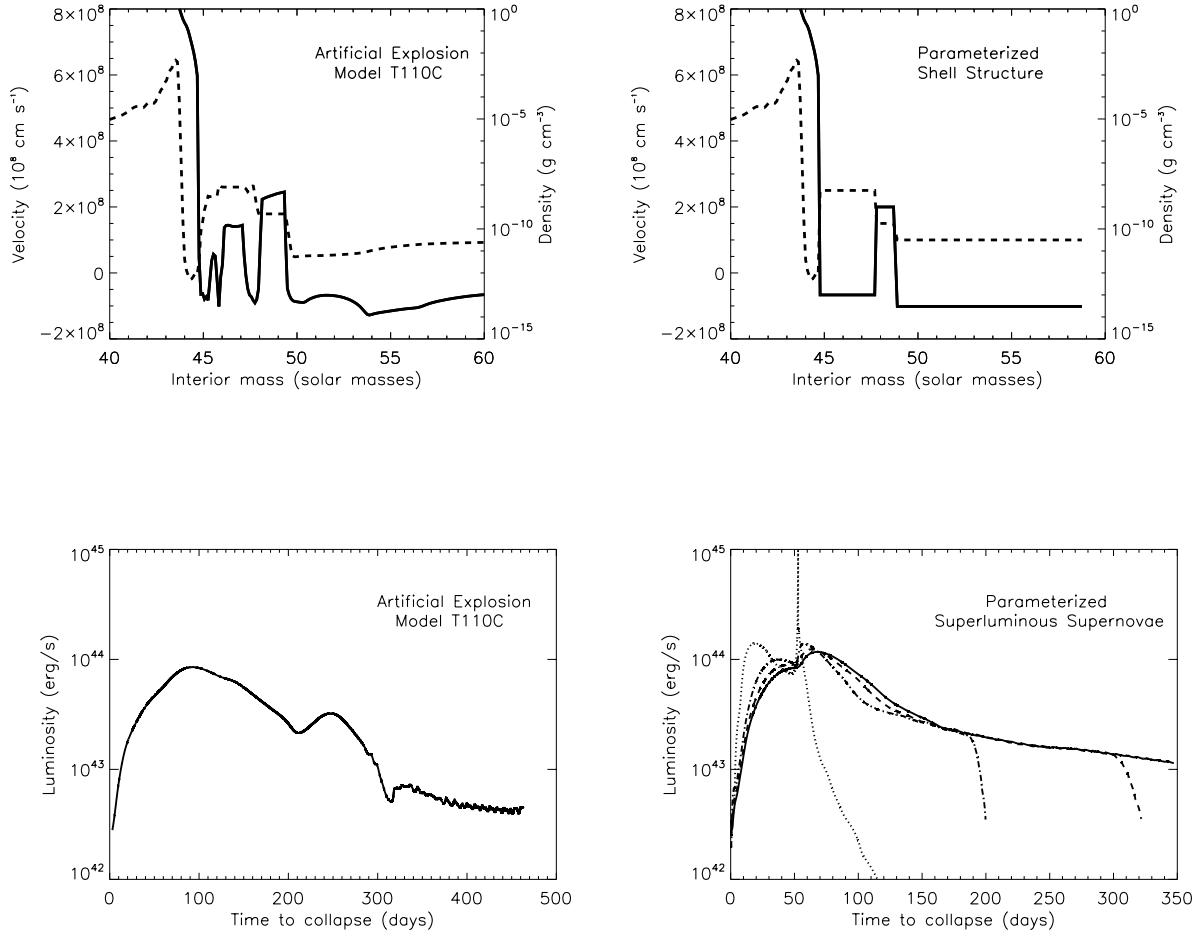 Artificial Explosion
Model T110C
Velocity (10⁸ cm s⁻¹)
8×10⁸
6×10⁸
4×10⁸
2×10⁸
0
−2×10⁸
10⁰
10⁻⁵
10⁻¹⁰
10⁻¹⁵
Density (g cm⁻³)
40 45 50 55 60
Interior mass (solar masses)
Parameterized
Shell Structure
Velocity (10⁸ cm s⁻¹)
8×10⁸
6×10⁸
4×10⁸
2×10⁸
0
−2×10⁸
10⁰
10⁻⁵
10⁻¹⁰
10⁻¹⁵
Density (g cm⁻³)
40 45 50 55 60
Interior mass (solar masses)
Artificial Explosion
Model T110C
Luminosity (erg/s)
10⁴⁵
10⁴⁴
10⁴³
10⁴²
0 100 200 300 400 500
Time to collapse (days)
Parameterized
Superluminous Supernovae
Luminosity (erg/s)
10⁴⁵
10⁴⁴
10⁴³
10⁴²
0 50 100 150 200 250 300 350
Time to collapse (days)